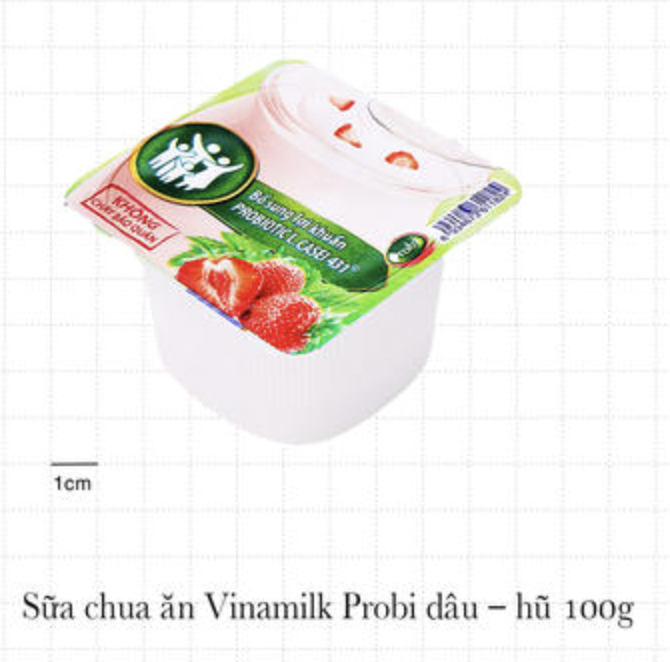 KHÔNG
CHẤT BẢO QUẢN
Bổ sung lợi khuẩn
PROBIOTIC L.CASEI 431®
Probi
1cm
Sữa chua ăn Vinamilk Probi dâu – hũ 100g